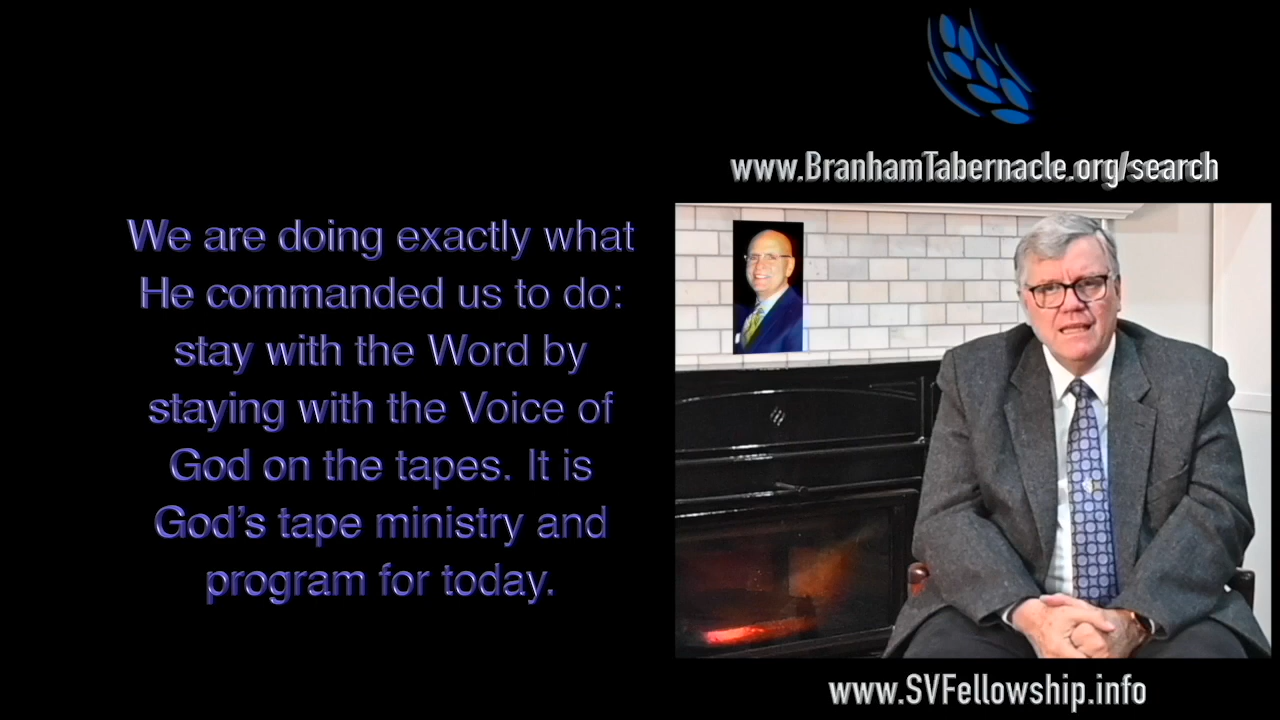 We are doing exactly what
He commanded us to do:
stay with the Word by
staying with the Voice of
God on the tapes. It is
God's tape ministry and
program for today.
www.BranhamTabernacle.org/search
www.SVFellowship.info